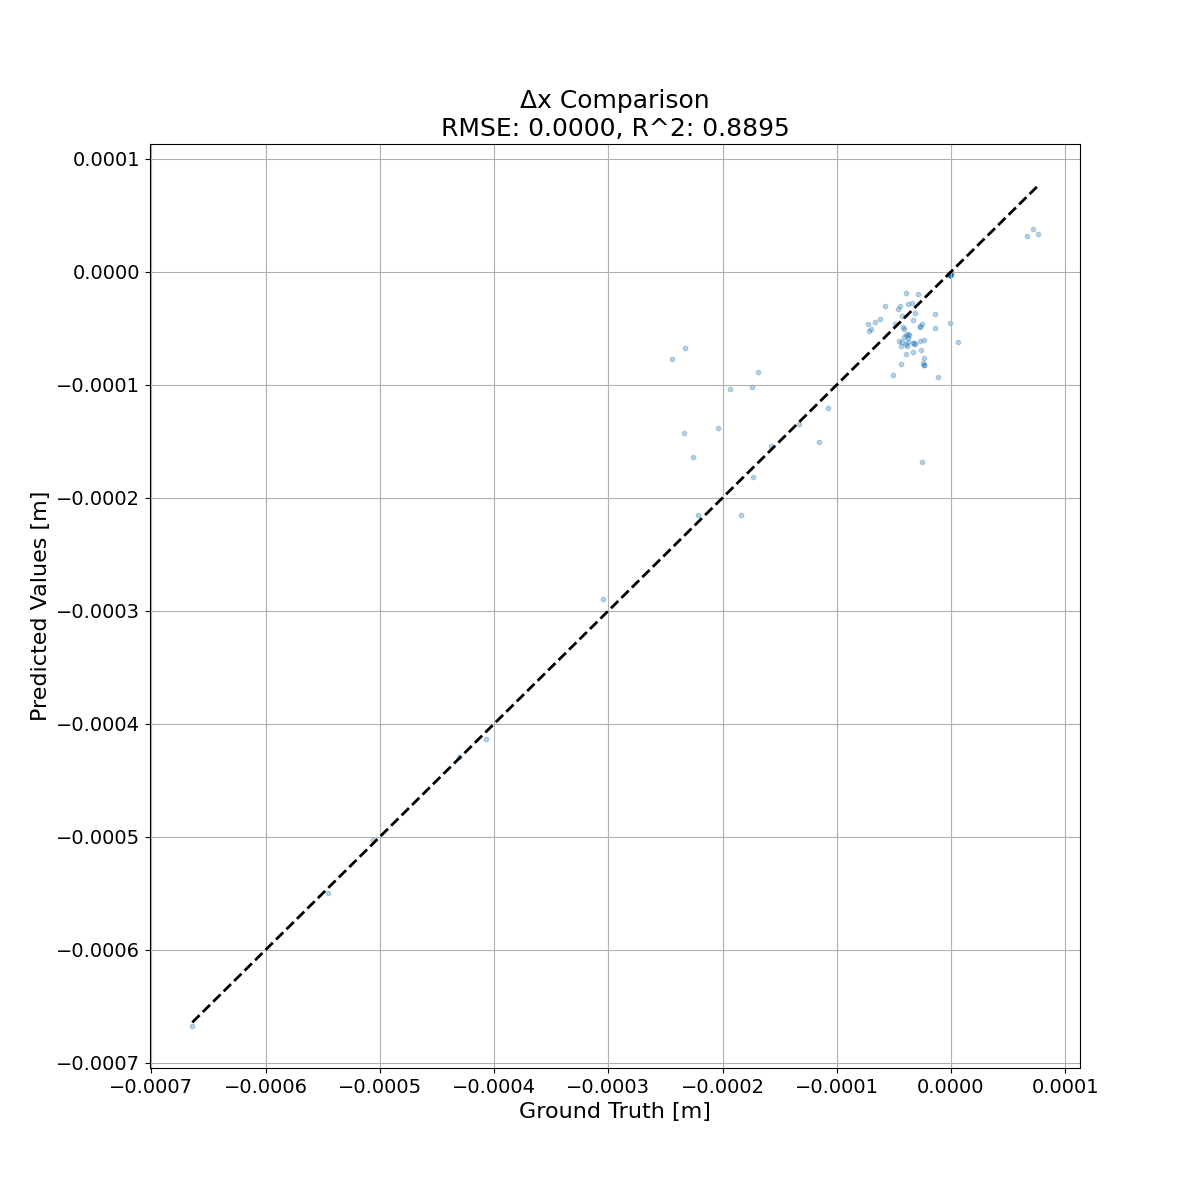 Δx Comparison
RMSE: 0.0000, R^2: 0.8895
0.0001
0.0000
−0.0001
−0.0002
−0.0003
−0.0004
−0.0005
−0.0006
−0.0007
Predicted Values [m]
−0.0007 −0.0006 −0.0005 −0.0004 −0.0003 −0.0002 −0.0001 0.0000 0.0001
Ground Truth [m]